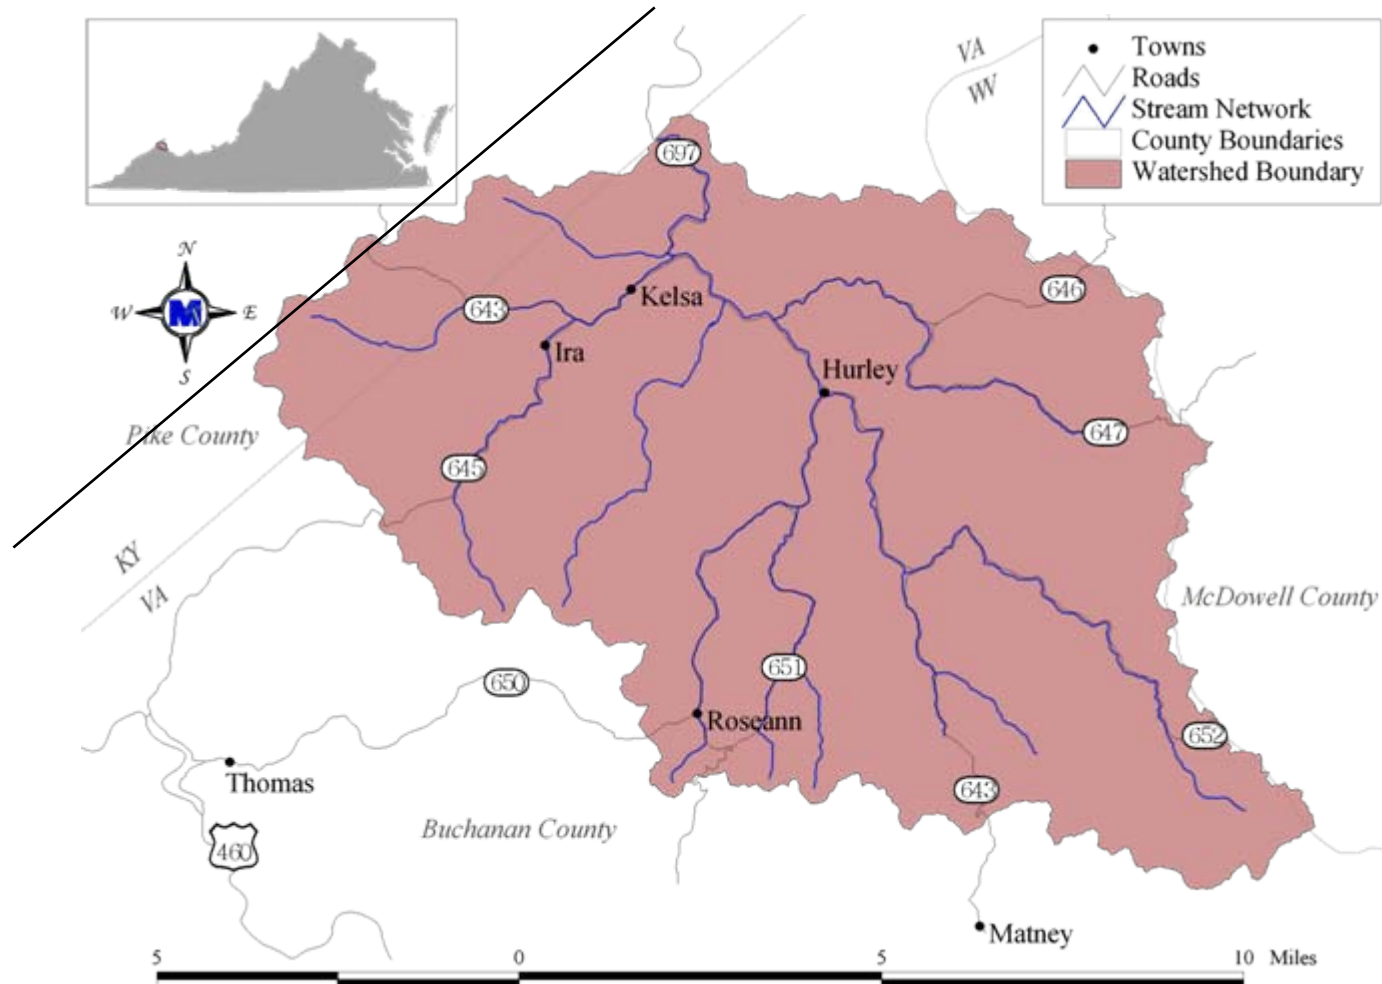 VA
WV
Towns
Roads
Stream Network
County Boundaries
Watershed Boundary
697
N
W
M
E
S
646
643
Kelsa
Ira
Hurley
647
Pike County
645
KY
VA
McDowell County
651
650
Roseann
652
Thomas
643
Buchanan County
460
Matney
5 0 5 10 Miles